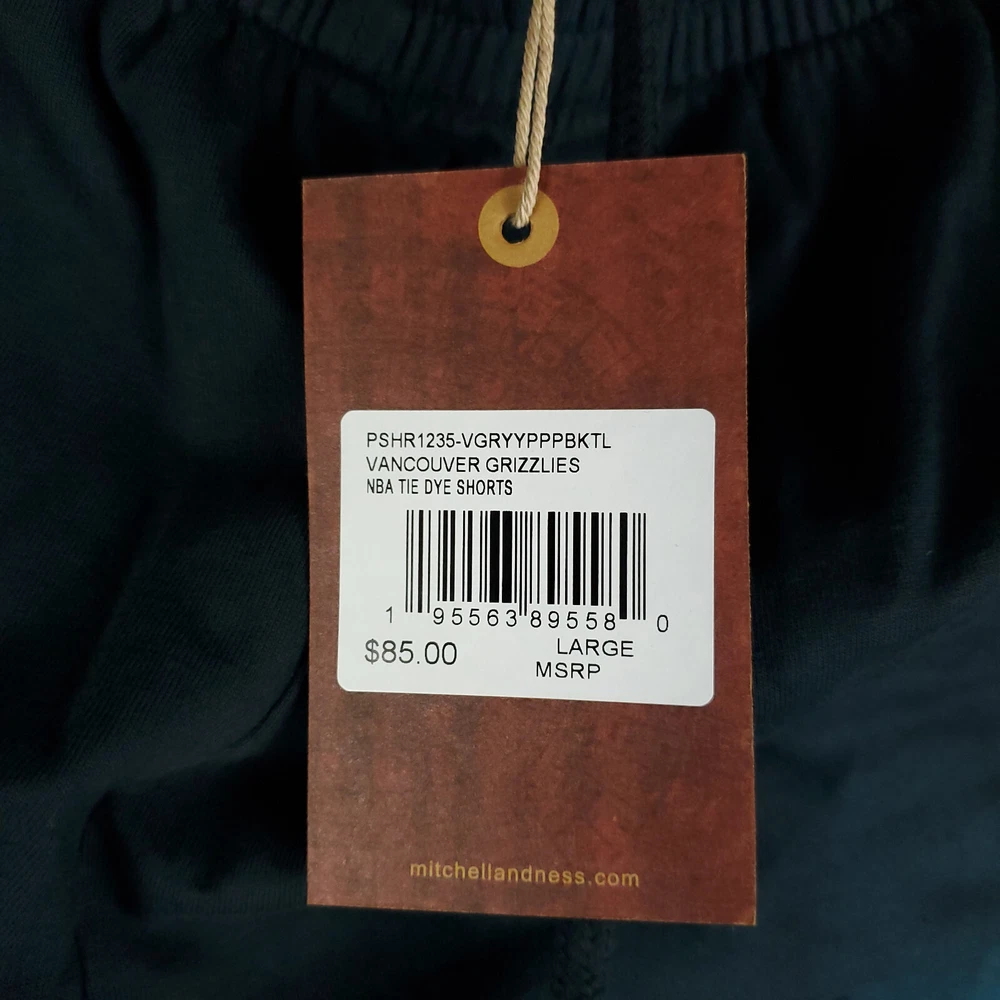 PSHR1235-VGRYYPPPBKTL
VANCOUVER GRIZZLIES
NBA TIE DYE SHORTS
1 95563 89558 0
$85.00 LARGE
MSRP
mitchellandness.com